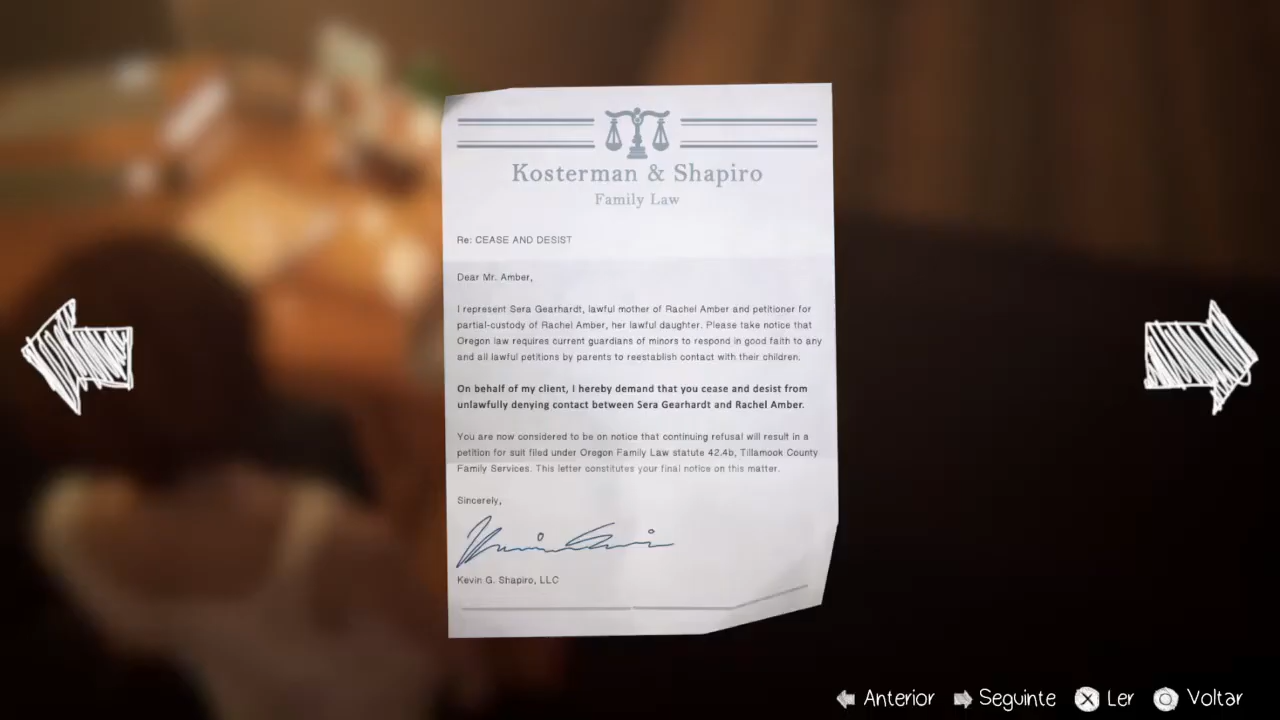 Kosterman & Shapiro
Family Law
Re: CEASE AND DESIST
Dear Mr. Amber,
I represent Sera Gearhardt, lawful mother of Rachel Amber and petitioner for
partial-custody of Rachel Amber, her lawful daughter. Please take notice that
Oregon law requires current guardians of minors to respond in good faith to any
and all lawful petitions by parents to reestablish contact with their children.
On behalf of my client, I hereby demand that you cease and desist from
unlawfully denying contact between Sera Gearhardt and Rachel Amber.
You are now considered to be on notice that continuing refusal will result in a
petition for suit filed under Oregon Family Law statute 42.4b, Tillamook County
Family Services. This letter constitutes your final notice on this matter.
Sincerely,
Kevin G. Shapiro, LLC
Anterior Seguinte Ler Voltar